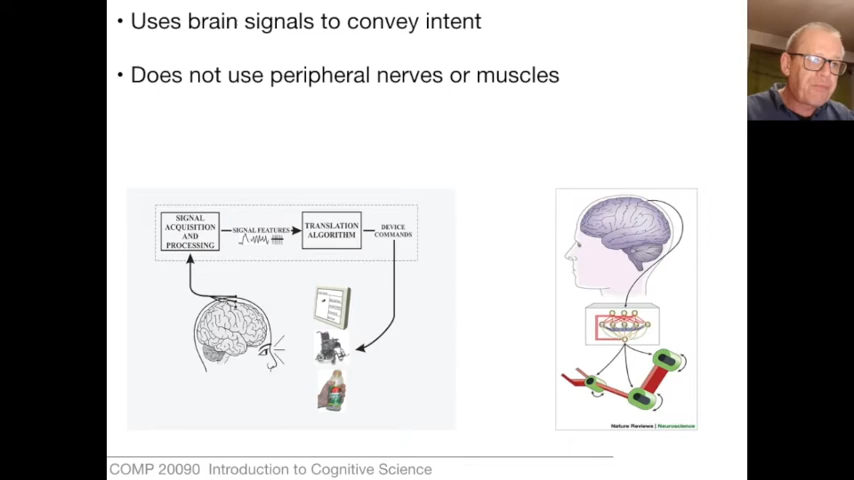 • Uses brain signals to convey intent
• Does not use peripheral nerves or muscles
SIGNAL
ACQUISITION
AND
PROCESSING
SIGNAL FEATURES
TRANSLATION
ALGORITHM
DEVICE
COMMANDS
Nature Reviews | Neuroscience
COMP 20090 Introduction to Cognitive Science